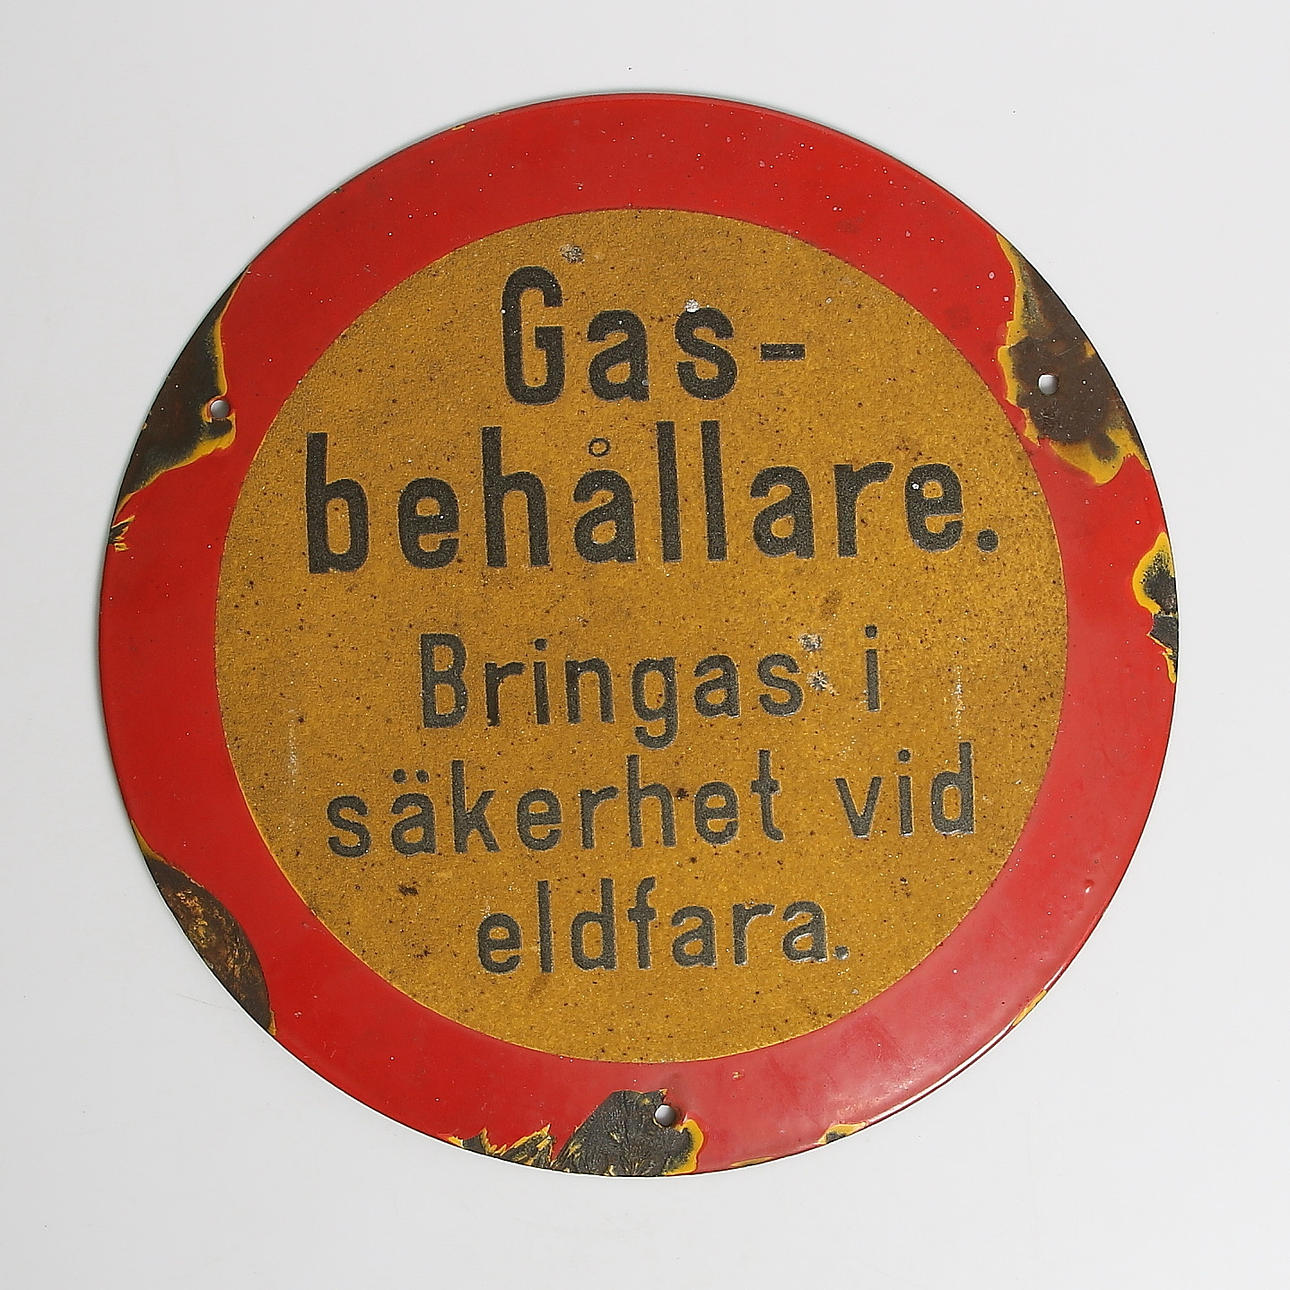 Gas-
behållare.
Bringas i
säkerhet vid
eldfara.